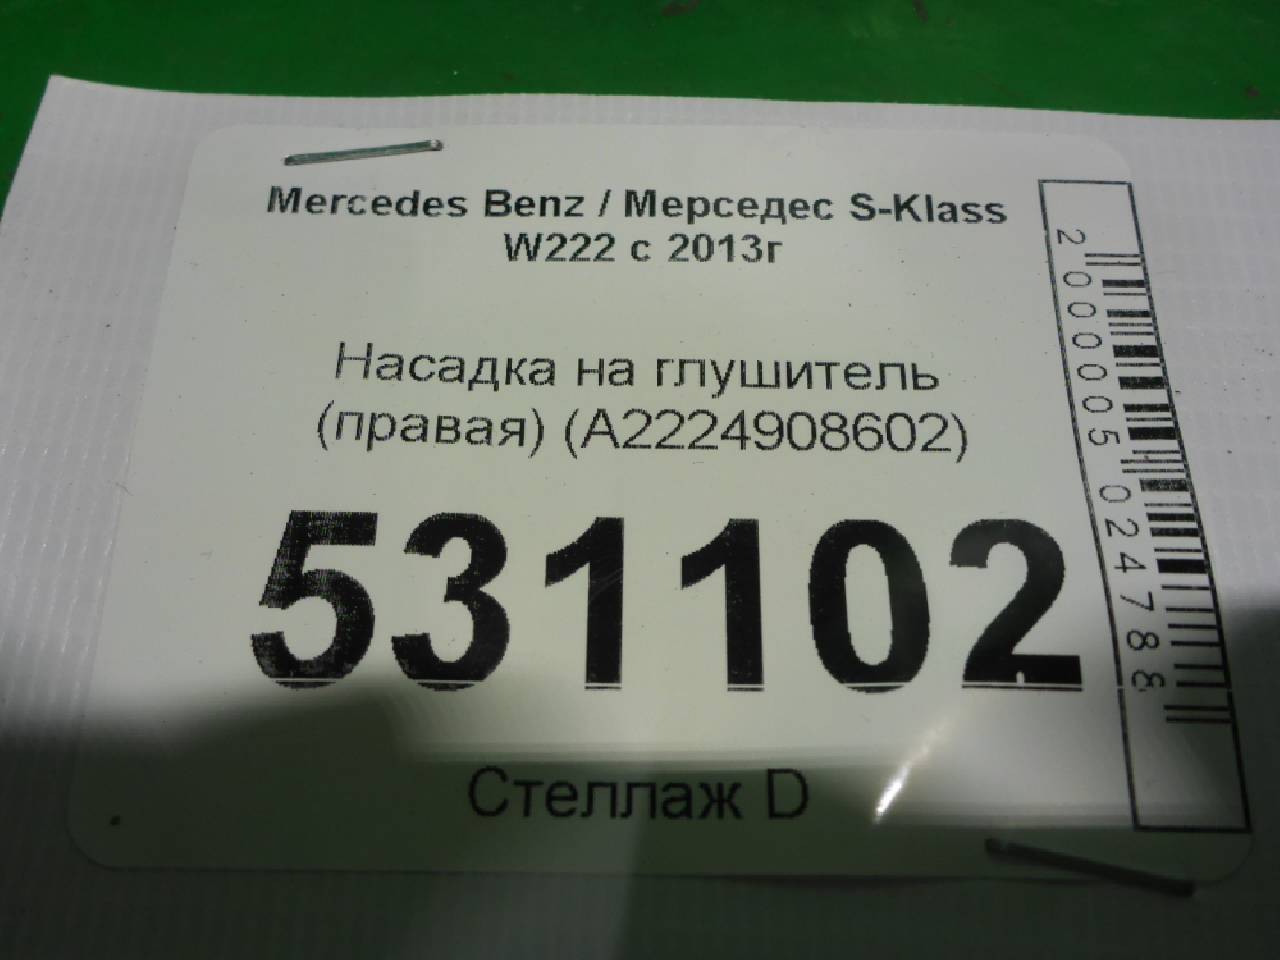 Mercedes Benz / Мерседес S-Klass
W222 с 2013г
Насадка на глушитель
(правая) (A2224908602)
531102
Стеллаж D
2000005024788